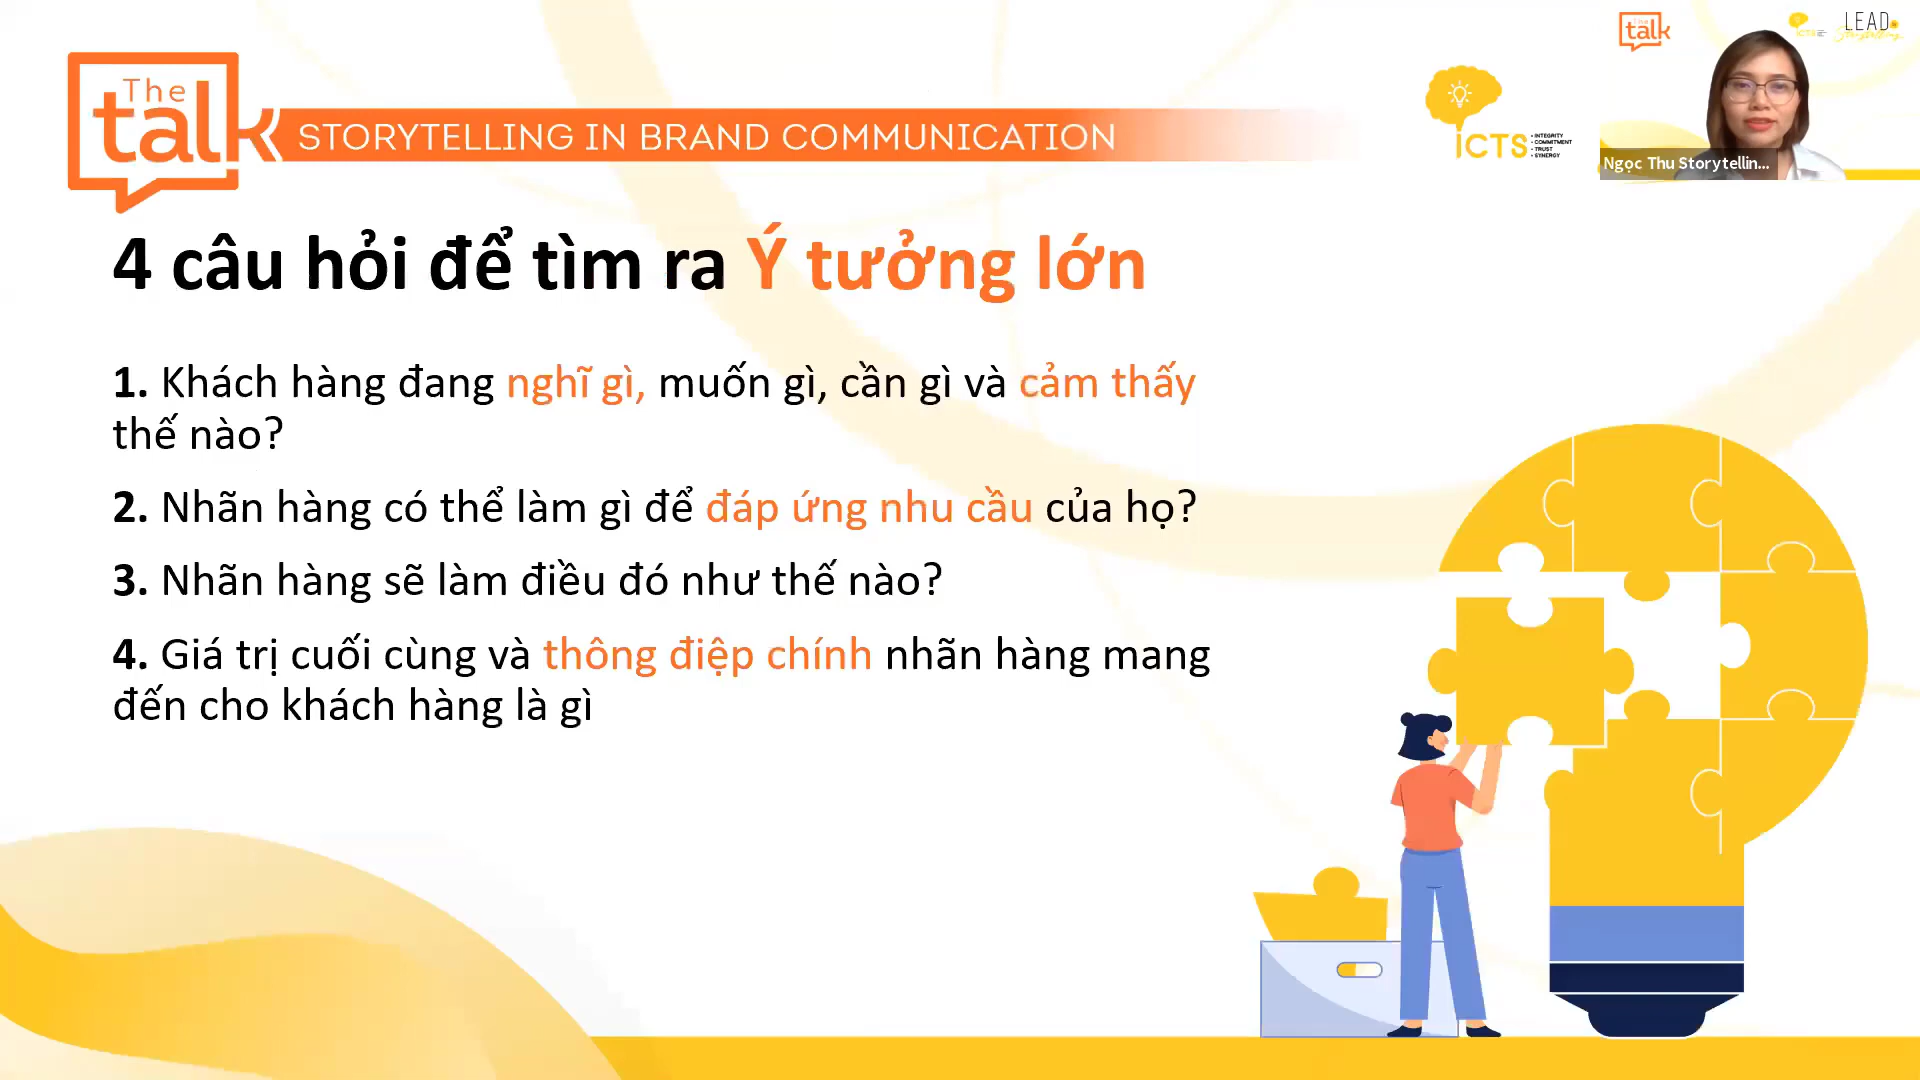 The
talk
STORYTELLING IN BRAND COMMUNICATION
iCTS
• INTEGRITY
• COMMITMENT
• TRUST
• SYNERGY
talk
LEAD
Ngọc Thu Storytellin...
4 câu hỏi để tìm ra Ý tưởng lớn
1. Khách hàng đang nghĩ gì, muốn gì, cần gì và cảm thấy
thế nào?
2. Nhãn hàng có thể làm gì để đáp ứng nhu cầu của họ?
3. Nhãn hàng sẽ làm điều đó như thế nào?
4. Giá trị cuối cùng và thông điệp chính nhãn hàng mang
đến cho khách hàng là gì